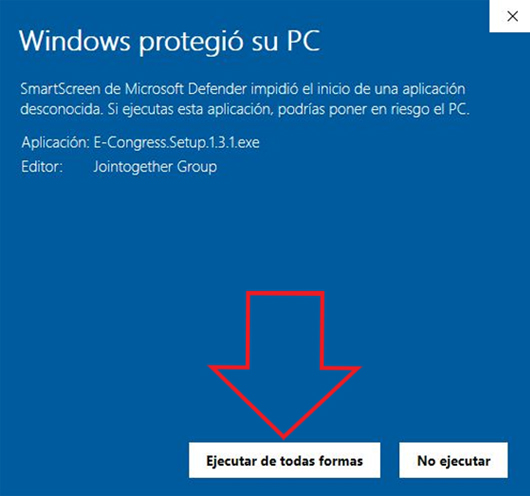 Windows protegió su PC
SmartScreen de Microsoft Defender impidió el inicio de una aplicación
desconocida. Si ejecutas esta aplicación, podrías poner en riesgo el PC.
Aplicación: E-Congress.Setup.1.3.1.exe
Editor: Jointogether Group
Ejecutar de todas formas
No ejecutar